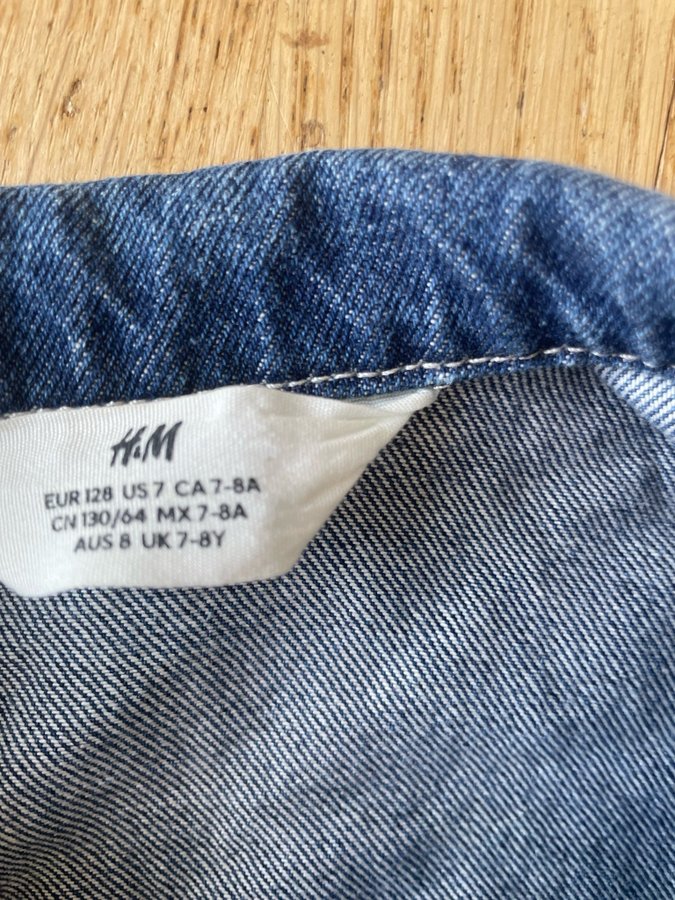 H&M
EUR 128 US 7 CA 7-8A
CN 130/64 MX 7-8A
AUS 8 UK 7-8Y